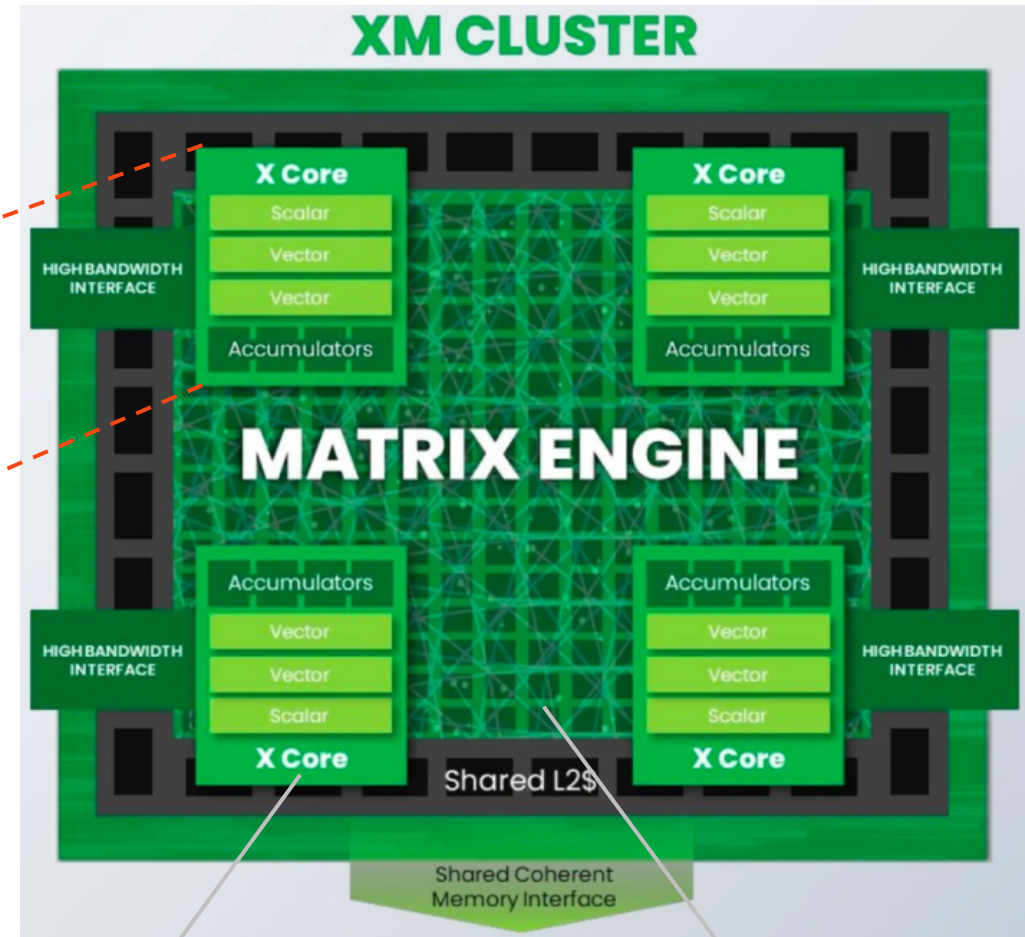 XM CLUSTER
X Core
Scalar
Vector
Vector
Accumulators
X Core
Scalar
Vector
Vector
Accumulators
HIGH BANDWIDTH
INTERFACE
HIGH BANDWIDTH
INTERFACE
MATRIX ENGINE
Accumulators
Vector
Vector
Scalar
X Core
Accumulators
Vector
Vector
Scalar
X Core
HIGH BANDWIDTH
INTERFACE
HIGH BANDWIDTH
INTERFACE
Shared L2$
Shared Coherent
Memory Interface